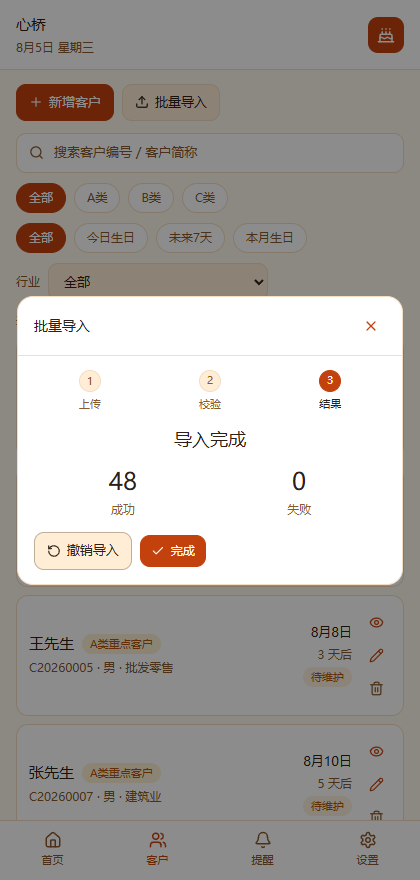 心桥
8月5日 星期三
新增客户
批量导入
搜索客户编号 / 客户简称
全部 A类 B类 C类
全部 今日生日 未来7天 本月生日
行业 全部
批量导入
1 2 3
上传 校验 结果
导入完成
48 0
成功 失败
撤销导入 完成
王先生 A类重点客户
C20260005 · 男 · 批发零售
8月8日
3 天后
待维护
张先生 A类重点客户
C20260007 · 男 · 建筑业
8月10日
5 天后
待维护
首页 客户 提醒 设置